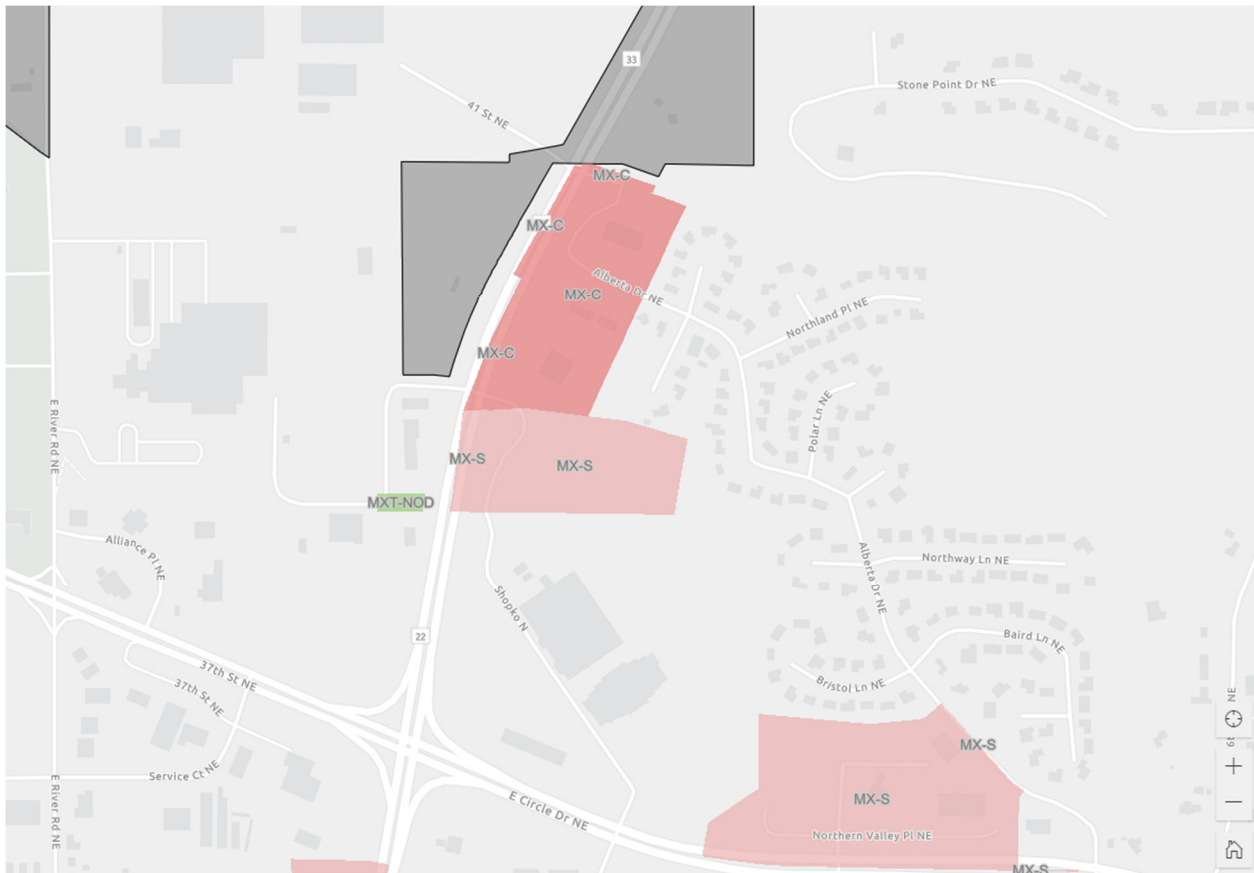 33
Stone Point Dr NE
41 St NE
MX-C
MX-C
Alberta Dr NE
MX-C
Northland Pl NE
MX-C
Polar Ln NE
E River Rd NE
MX-S
MX-S
MXT-NOD
Alliance Pl NE
Alberta Dr NE
Northway Ln NE
Shopko N
22
Baird Ln NE
37th St NE
37th St NE
Bristol Ln NE
NE
MX-S
Service Ct NE
E Circle Dr NE
MX-S
E River Rd NE
Northern Valley Pl NE
MX-S